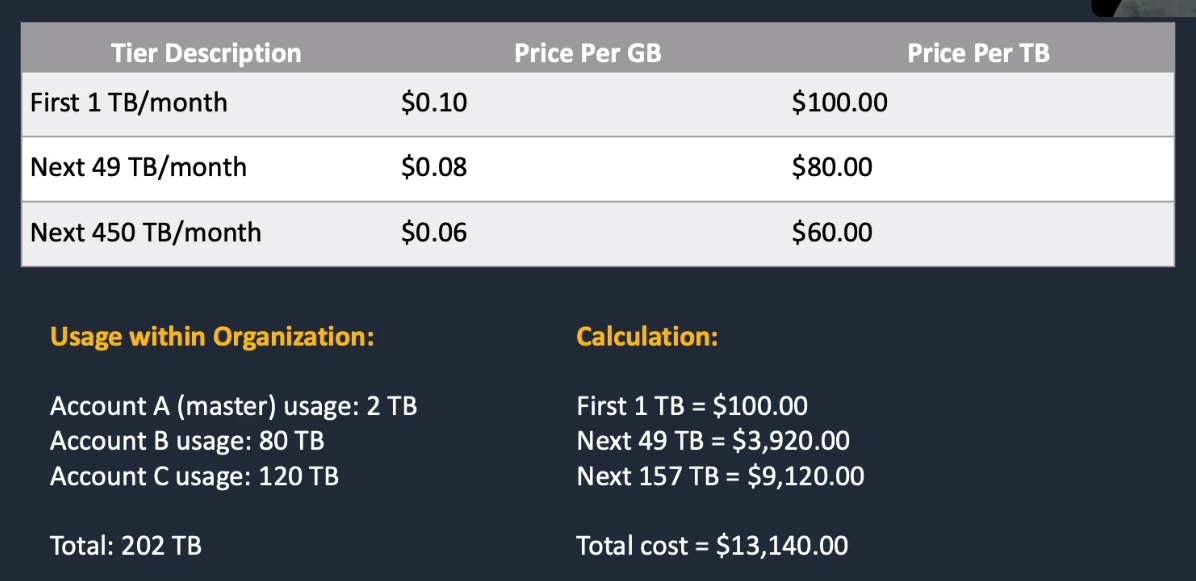 Tier Description Price Per GB Price Per TB
First 1 TB/month $0.10 $100.00
Next 49 TB/month $0.08 $80.00
Next 450 TB/month $0.06 $60.00
Usage within Organization:
Account A (master) usage: 2 TB
Account B usage: 80 TB
Account C usage: 120 TB
Total: 202 TB
Calculation:
First 1 TB = $100.00
Next 49 TB = $3,920.00
Next 157 TB = $9,120.00
Total cost = $13,140.00